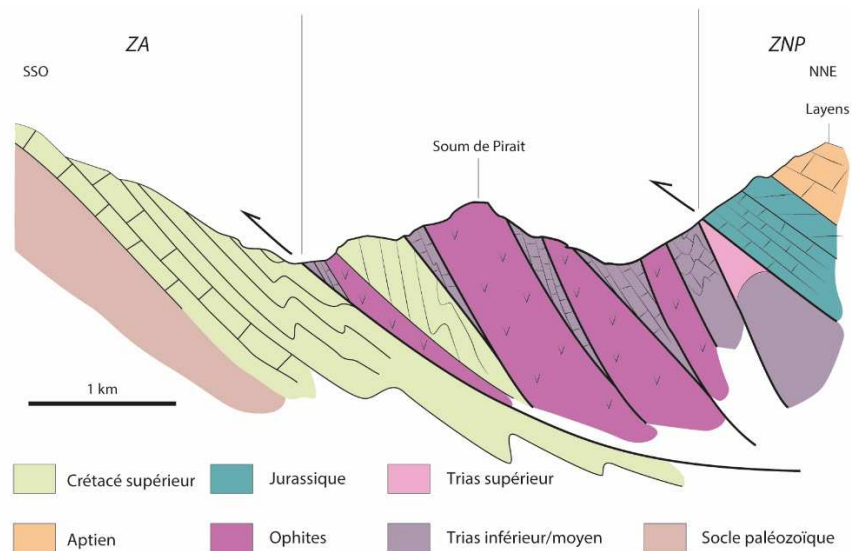 ZA
ZNP
SSO
NNE
Layens
Soum de Pirait
1 km
Crétacé supérieur
Jurassique
Trias supérieur
Aptien
Ophites
Trias inférieur/moyen
Socle paléozoïque